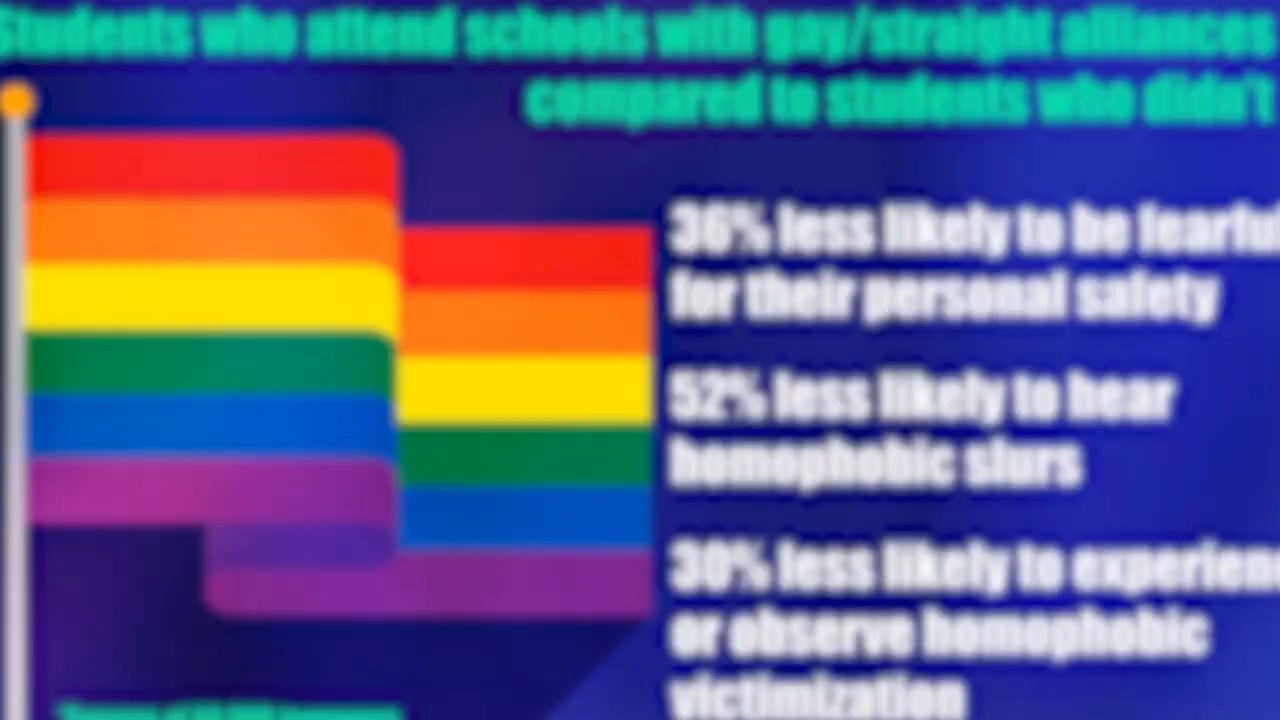 Students who attend schools with gay/straight alliances
compared to students who didn't
36% less likely to be fearful
for their personal safety
52% less likely to hear
homophobic slurs
30% less likely to experienc
or observe homophobic
victimization